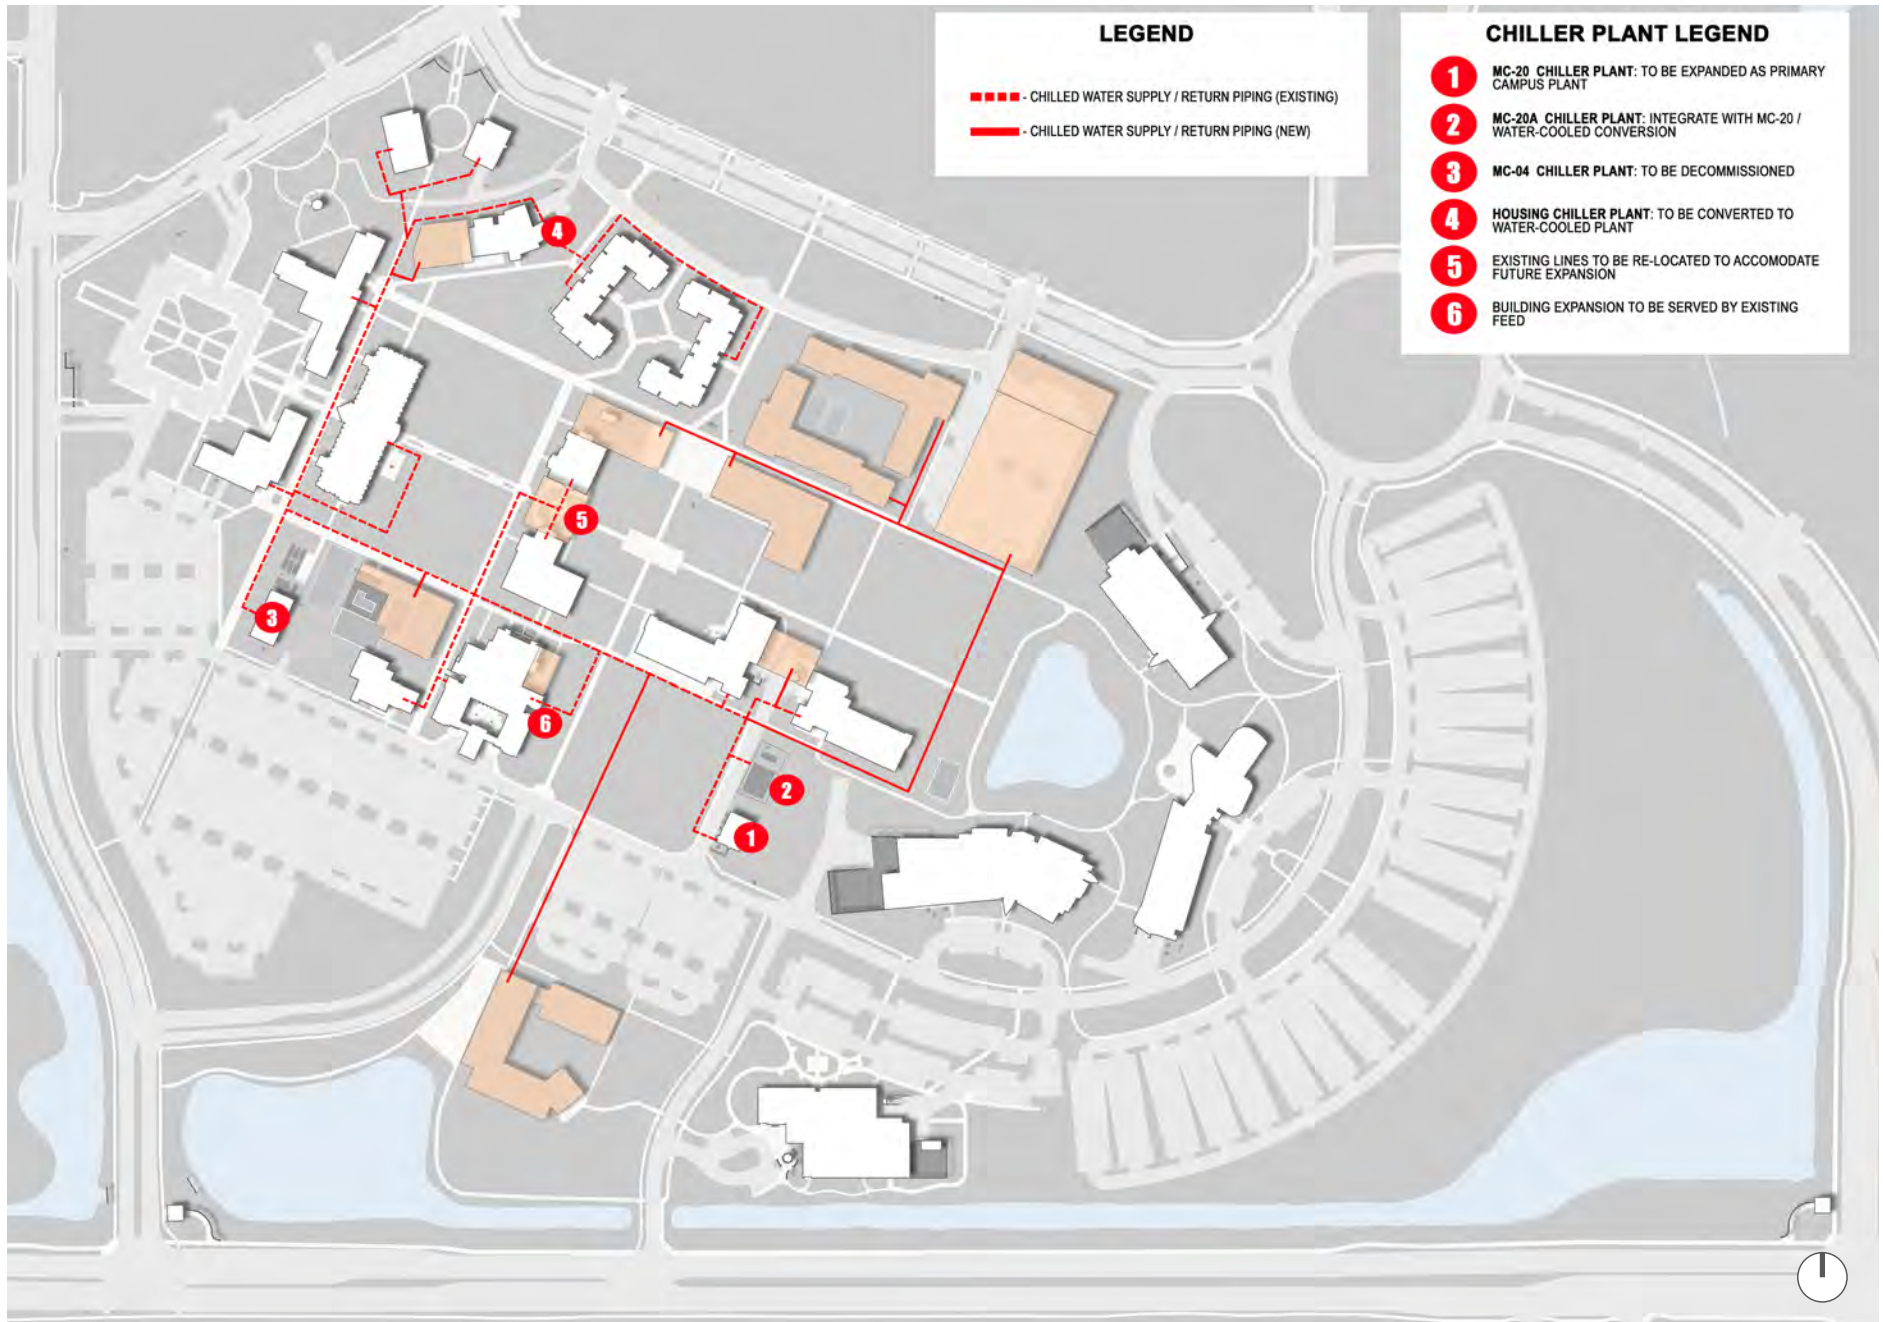 LEGEND
- CHILLED WATER SUPPLY / RETURN PIPING (EXISTING)
- CHILLED WATER SUPPLY / RETURN PIPING (NEW)
CHILLER PLANT LEGEND
1 MC-20 CHILLER PLANT: TO BE EXPANDED AS PRIMARY
CAMPUS PLANT
2 MC-20A CHILLER PLANT: INTEGRATE WITH MC-20 /
WATER-COOLED CONVERSION
3 MC-04 CHILLER PLANT: TO BE DECOMMISSIONED
4 HOUSING CHILLER PLANT: TO BE CONVERTED TO
WATER-COOLED PLANT
5 EXISTING LINES TO BE RE-LOCATED TO ACCOMODATE
FUTURE EXPANSION
6 BUILDING EXPANSION TO BE SERVED BY EXISTING
FEED
4
5
3
6
2
1